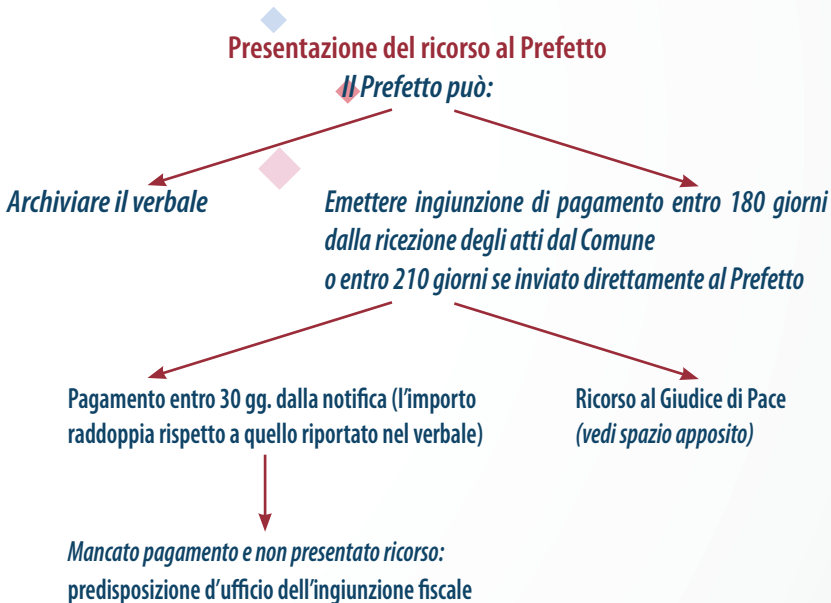 Presentazione del ricorso al Prefetto
Il Prefetto può:
Archiviare il verbale
Emettere ingiunzione di pagamento entro 180 giorni
dalla ricezione degli atti dal Comune
o entro 210 giorni se inviato direttamente al Prefetto
Pagamento entro 30 gg. dalla notifica (l'importo
raddoppia rispetto a quello riportato nel verbale)
Ricorso al Giudice di Pace
(vedi spazio apposito)
Mancato pagamento e non presentato ricorso:
predisposizione d'ufficio dell'ingiunzione fiscale